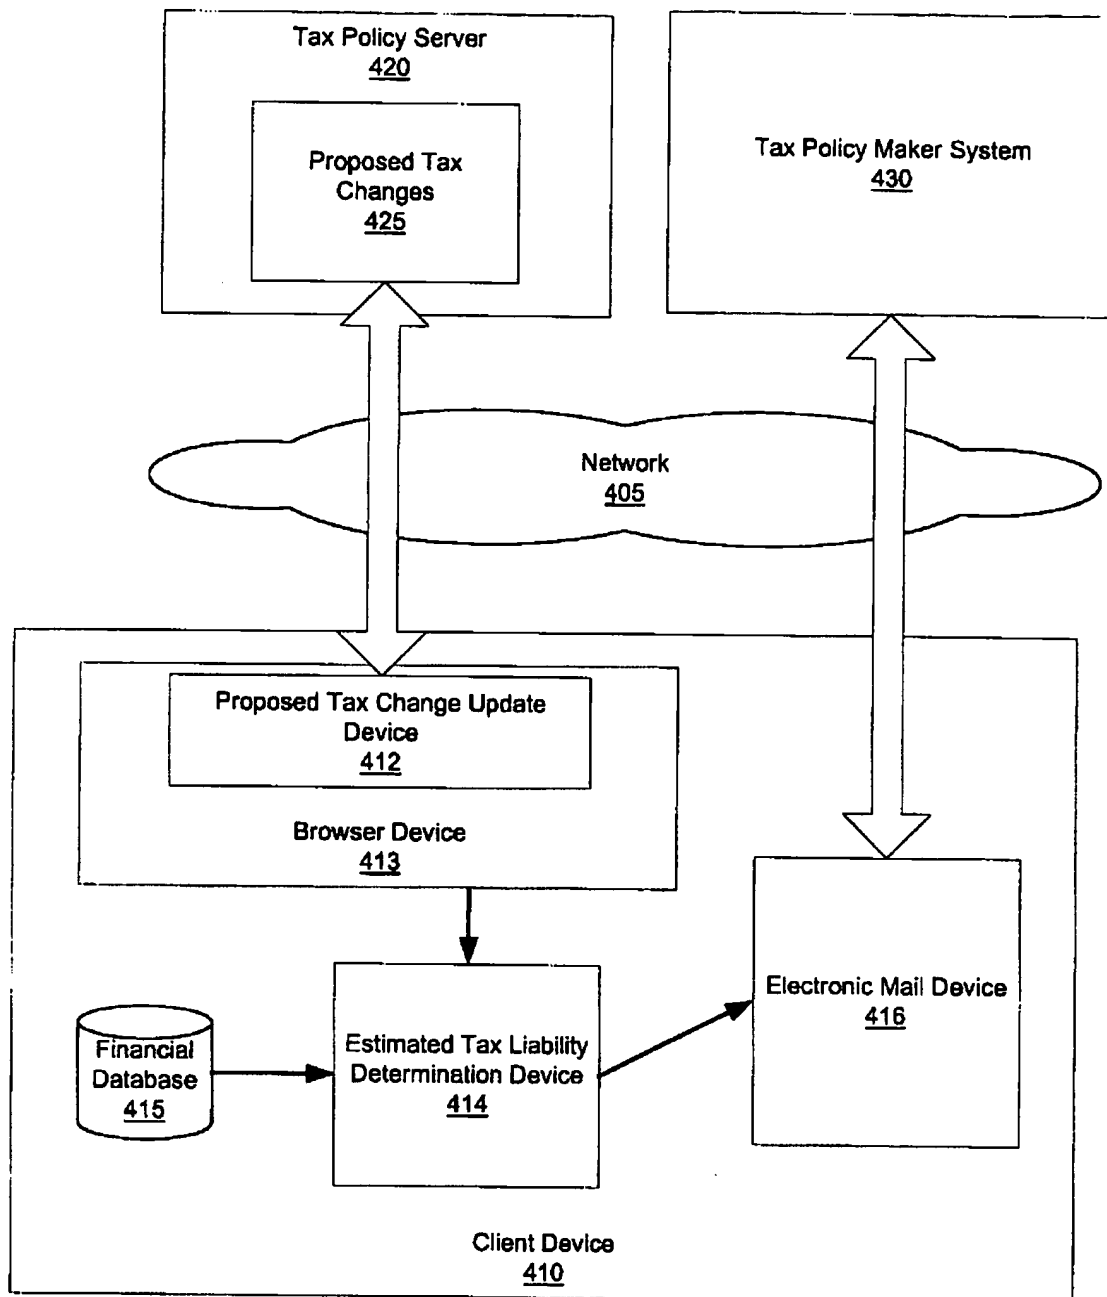 Tax Policy Server
420
Proposed Tax
Changes
425
Tax Policy Maker System
430
Network
405
Proposed Tax Change Update
Device
412
Browser Device
413
Financial
Database
415
Estimated Tax Liability
Determination Device
414
Electronic Mail Device
416
Client Device
410